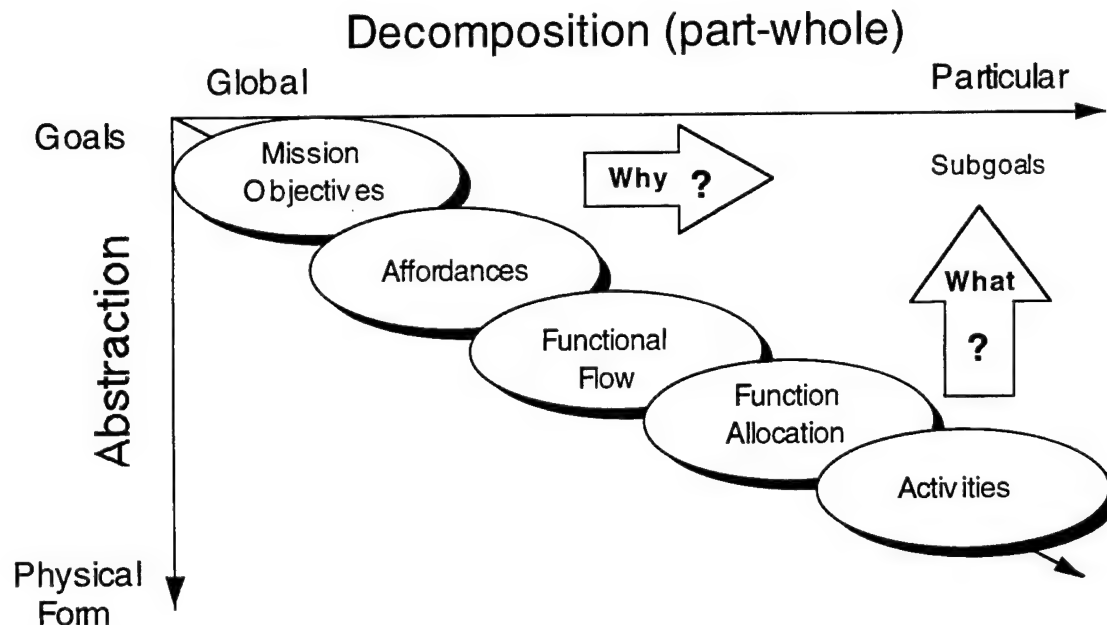 Decomposition (part-whole)
Global
Particular
Goals
Mission
Objectives
Why ?
Subgoals
Affordances
What
?
Functional
Flow
Function
Allocation
Activities
Abstraction
Physical
Form